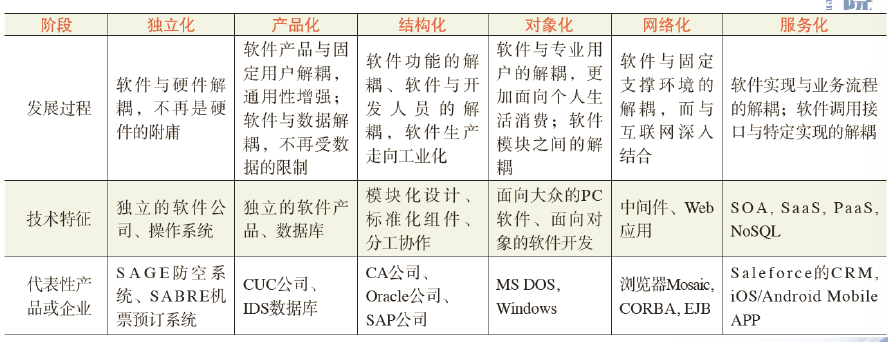 阶段 独立化 产品化 结构化 对象化 网络化 服务化
发展过程
软件与硬件解
耦，不再是硬
件的附庸
软件产品与固
定用户解耦，
通用性增强；
软件与数据解
耦，不再受数
据的限制
软件功能的解
耦、软件与开
发人员的解
耦，软件生产
走向工业化
软件与专业用
户的解耦，更
加面向个人生
活消费；软件
模块之间的解
耦
软件与固定
支撑环境的
解耦，而与
互联网深入
结合
软件实现与业务流程
的解耦；软件调用接
口与特定实现的解耦
技术特征
独立的软件公
司、操作系统
独立的软件产
品、数据库
模块化设计、
标准化组件、
分工协作
面向大众的PC
软件、面向对
象的软件开发
中间件、Web
应用
SOA, SaaS, PaaS,
NoSQL
代表性产
品或企业
SAGE防空系
统、SABRE机
票预订系统
CUC公司、
IDS数据库
CA公司、
Oracle公司、
SAP公司
MS DOS,
Windows
浏览器Mosaic,
CORBA, EJB
Saleforce的CRM,
iOS/Android Mobile
APP